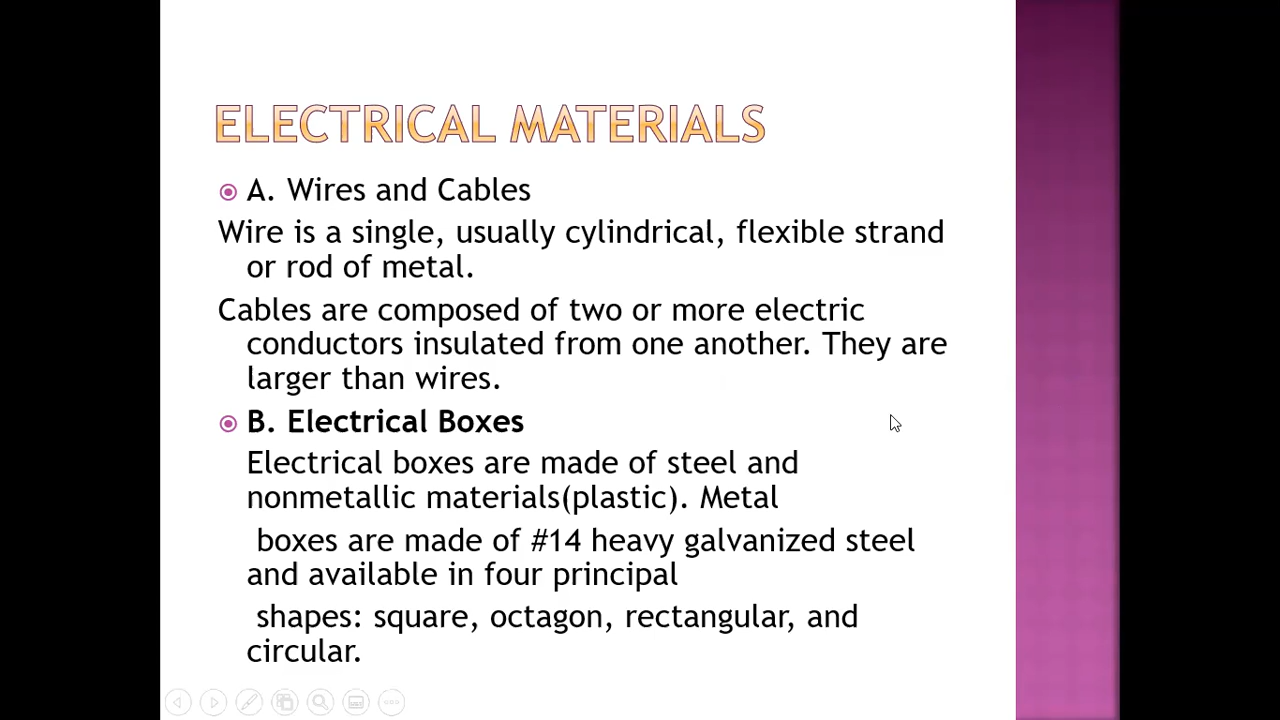 ELECTRICAL MATERIALS
A. Wires and Cables
Wire is a single, usually cylindrical, flexible strand
or rod of metal.
Cables are composed of two or more electric
conductors insulated from one another. They are
larger than wires.
B. Electrical Boxes
Electrical boxes are made of steel and
nonmetallic materials(plastic). Metal
boxes are made of #14 heavy galvanized steel
and available in four principal
shapes: square, octagon, rectangular, and
circular.